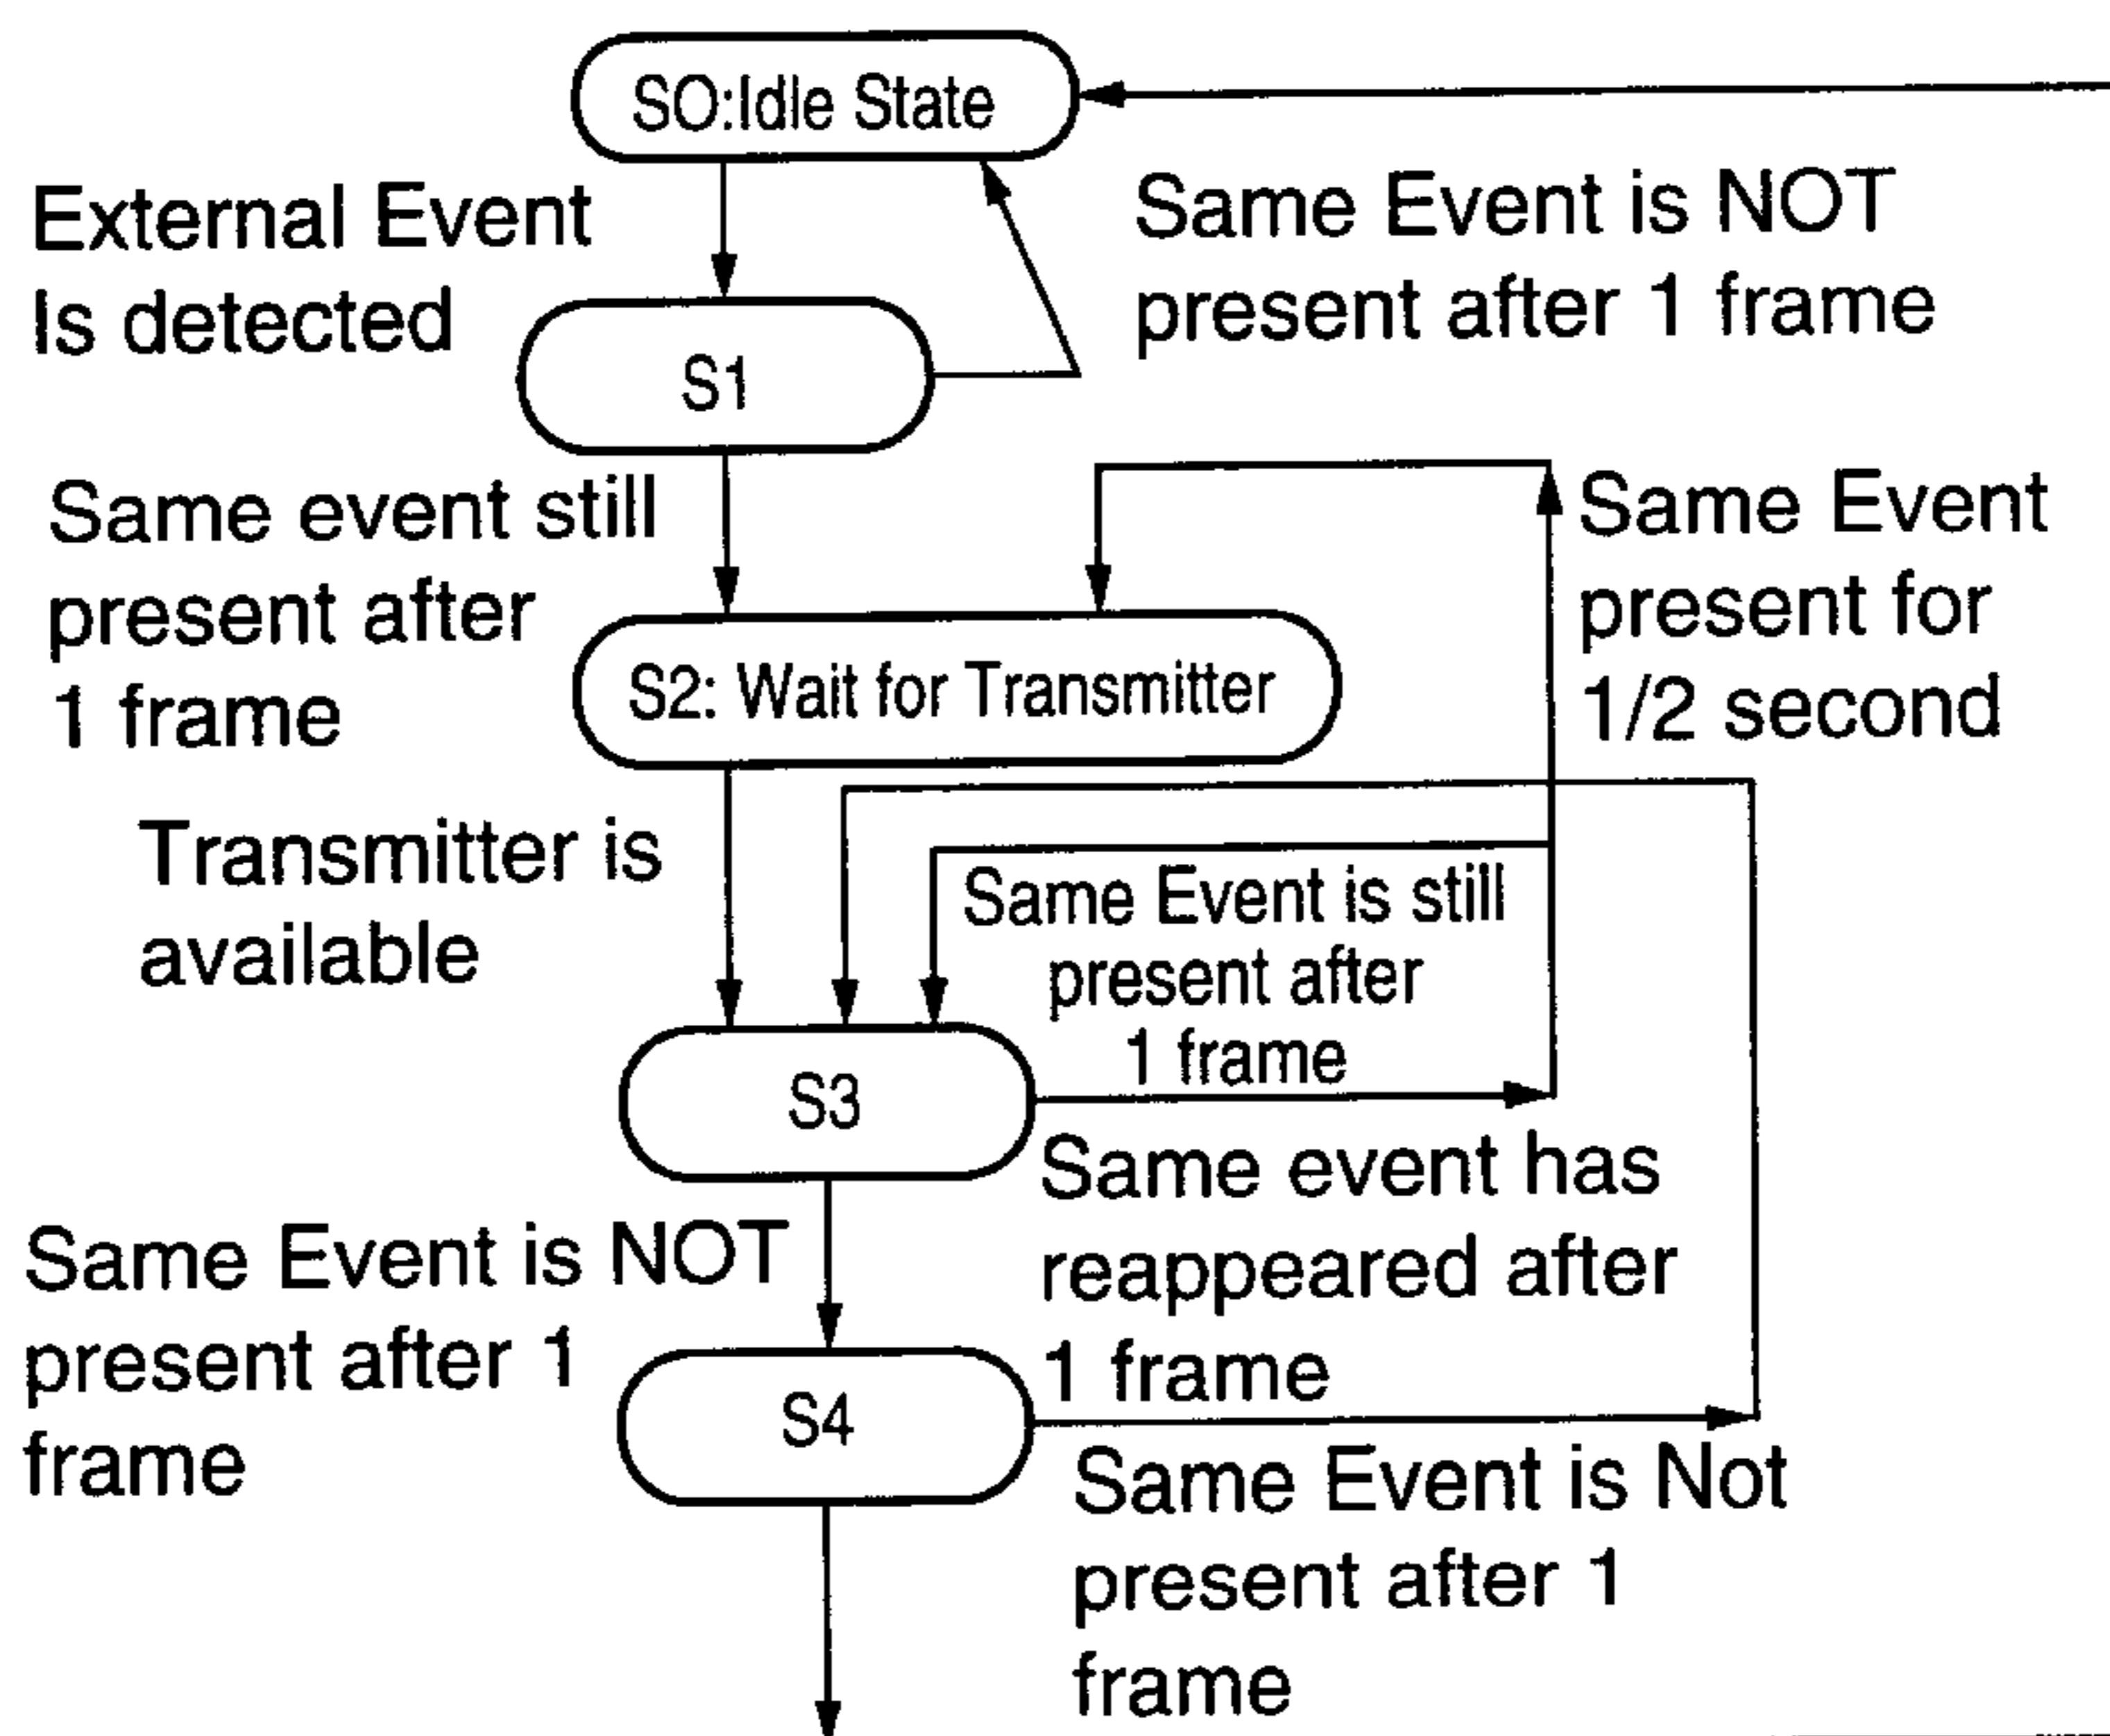 SO:Idle State
External Event
Is detected
Same Event is NOT
present after 1 frame
S1
Same event still
present after
1 frame
Same Event
present for
1/2 second
S2: Wait for Transmitter
Transmitter is
available
Same Event is still
present after
1 frame
S3
Same event has
reappeared after
1 frame
Same Event is NOT
present after 1
frame
S4
Same Event is Not
present after 1
frame